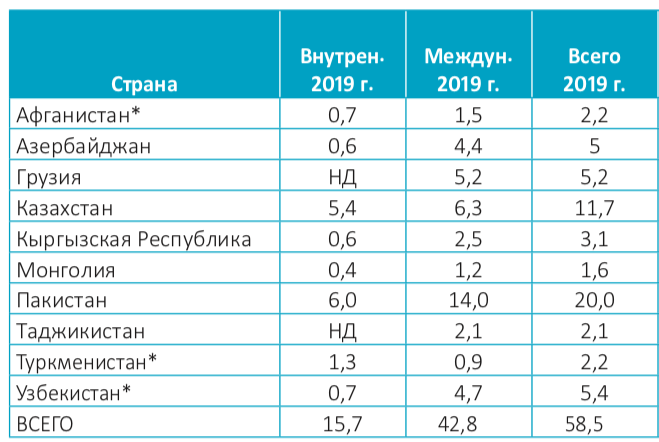 Страна Внутрен. 2019 г. Междун. 2019 г. Всего 2019 г.
Афганистан* 0,7 1,5 2,2
Азербайджан 0,6 4,4 5
Грузия НД 5,2 5,2
Казахстан 5,4 6,3 11,7
Кыргызская Республика 0,6 2,5 3,1
Монголия 0,4 1,2 1,6
Пакистан 6,0 14,0 20,0
Таджикистан НД 2,1 2,1
Туркменистан* 1,3 0,9 2,2
Узбекистан* 0,7 4,7 5,4
ВСЕГО 15,7 42,8 58,5